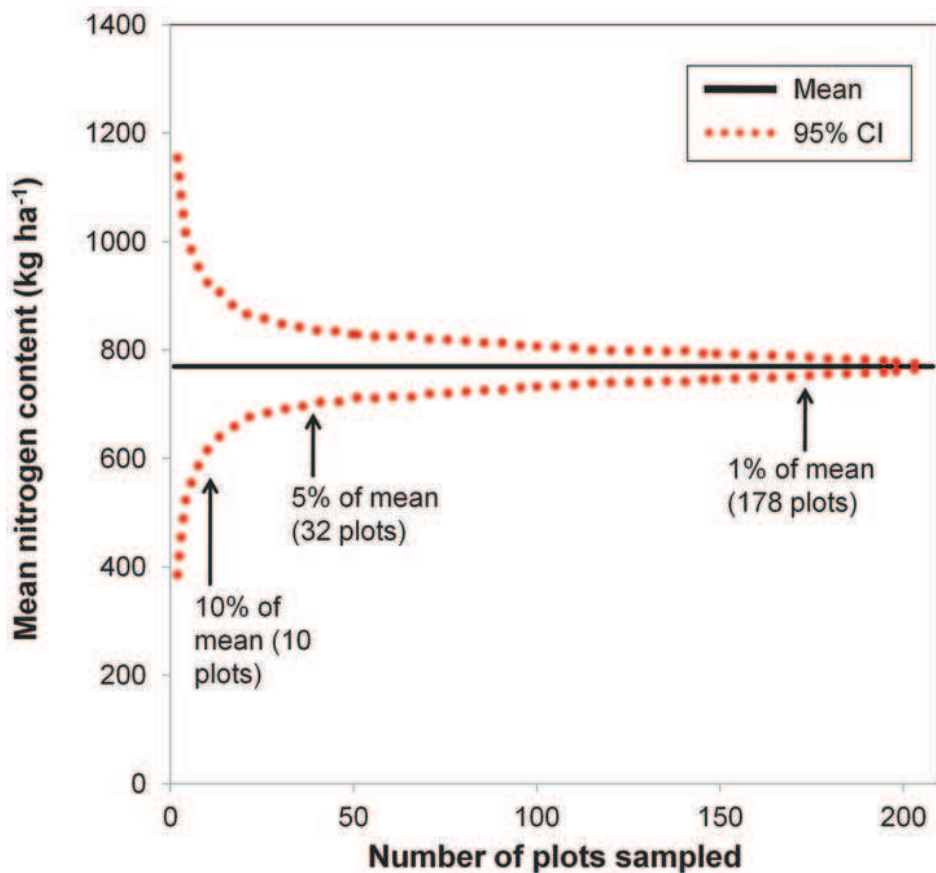 1400
1200
1000
800
600
400
200
0
Mean nitrogen content (kg ha⁻¹)
Mean
95% CI
10% of
mean (10
plots)
5% of mean
(32 plots)
1% of mean
(178 plots)
0 50 100 150 200
Number of plots sampled